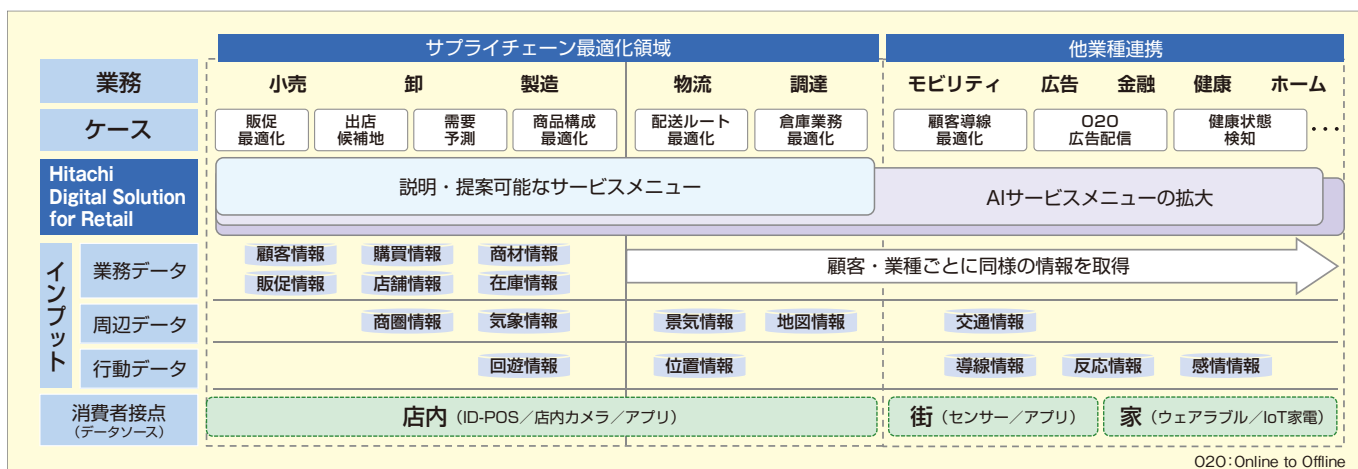 サプライチェーン最適化領域 他業種連携
業務 小売 卸 製造 物流 調達 モビリティ 広告 金融 健康 ホーム
ケース
販促
最適化
出店
候補地
需要
予測
商品構成
最適化
配送ルート
最適化
倉庫業務
最適化
顧客導線
最適化
O2O
広告配信
健康状態
検知
･･･
Hitachi
Digital Solution
for Retail
説明・提案可能なサービスメニュー
AIサービスメニューの拡大
インプット
業務データ
顧客情報 購買情報 商材情報
販促情報 店舗情報 在庫情報
顧客・業種ごとに同様の情報を取得
周辺データ 商圏情報 気象情報 景気情報 地図情報 交通情報
行動データ 回遊情報 位置情報 導線情報 反応情報 感情情報
消費者接点
(データソース)
店内(ID-POS/店内カメラ/アプリ)
街(センサー/アプリ)
家(ウェアラブル/IoT家電)
O2O:Online to Offline